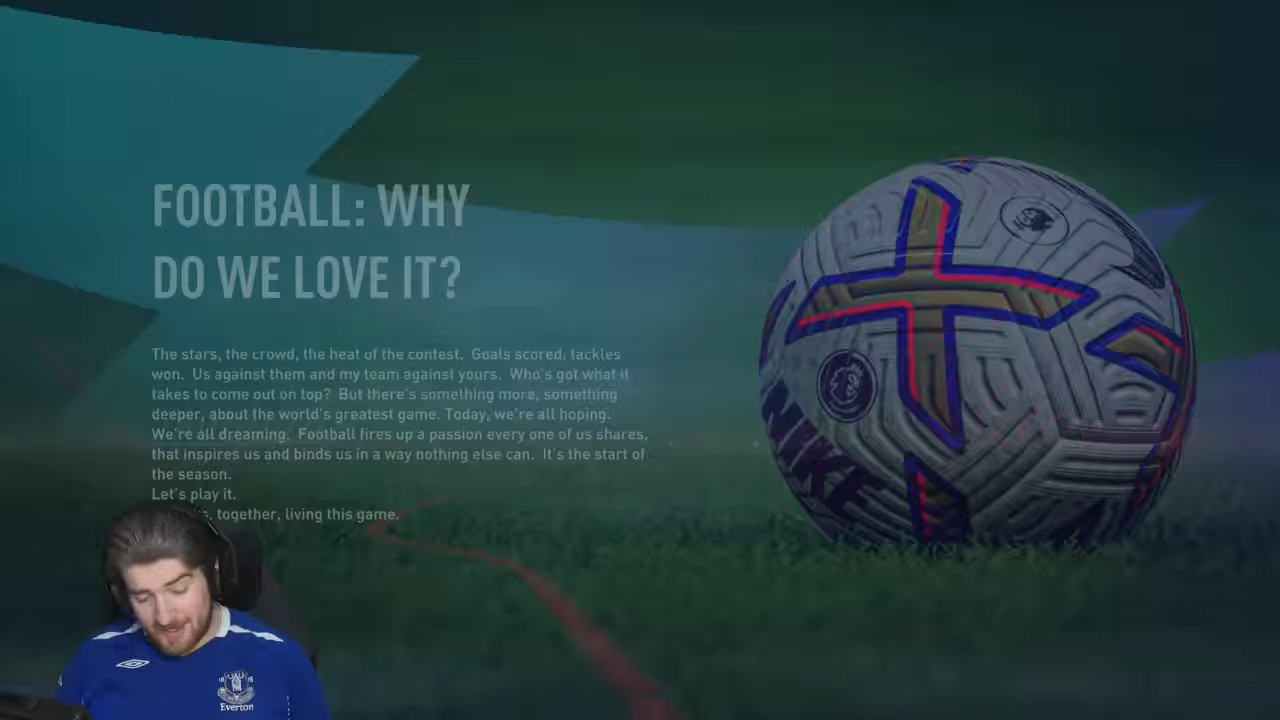 FOOTBALL: WHY
DO WE LOVE IT?
The stars, the crowd, the heat of the contest. Goals scored, tackles
won. Us against them and my team against yours. Who's got what it
takes to come out on top? But there's something more, something
deeper, about the world's greatest game. Today, we're all hoping.
We're all dreaming. Football fires up a passion every one of us shares,
that inspires us and binds us in a way nothing else can. It's the start of
the season.
Let's play it.
together, living this game.
NIKE
Everton